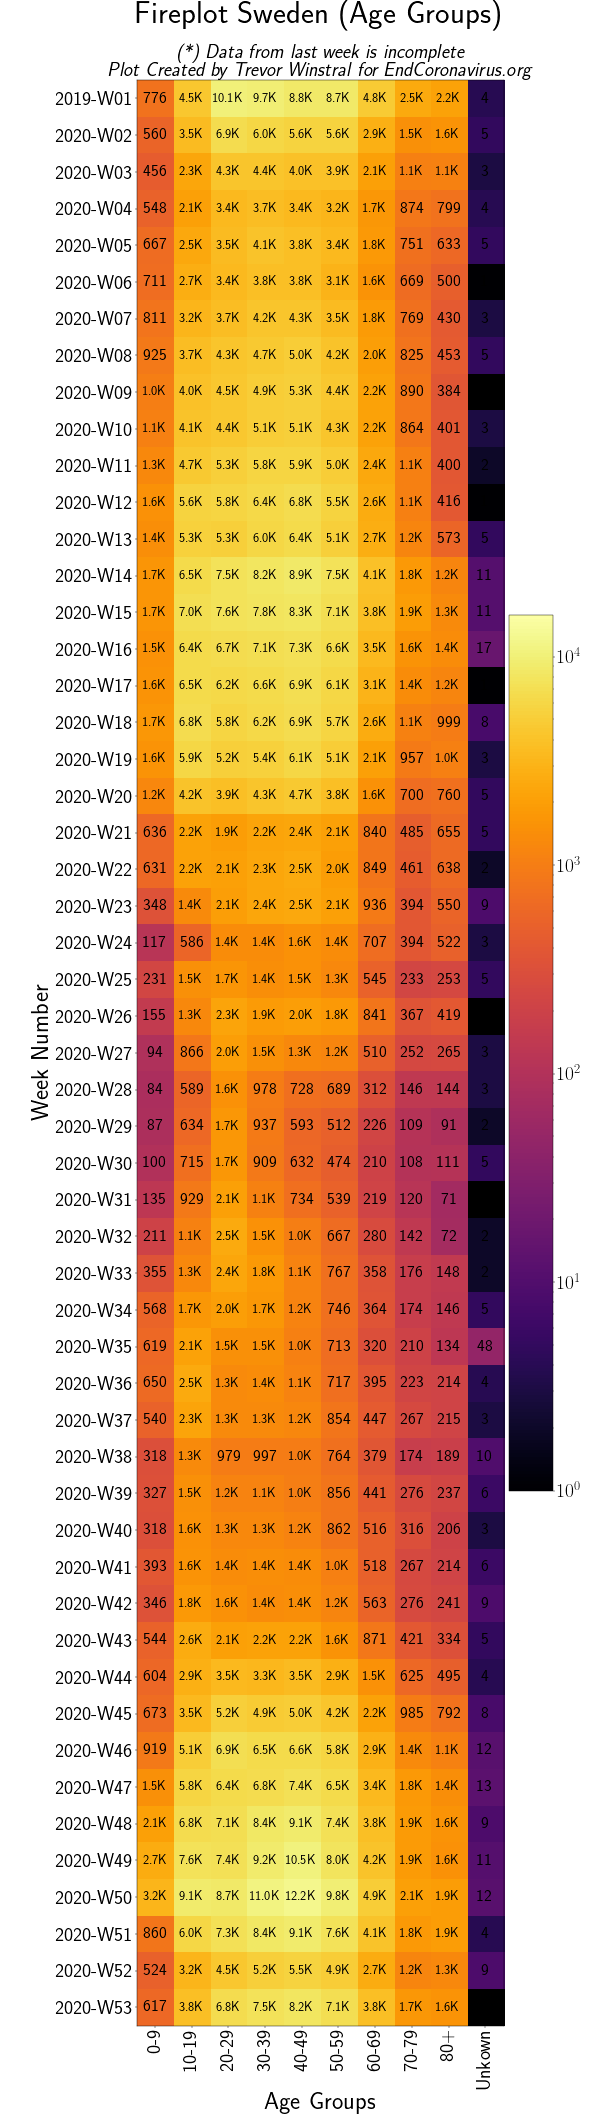 Fireplot Sweden (Age Groups)
(*) Data from last week is incomplete
Plot Created by Trevor Winstral for EndCoronavirus.org
2019-W01 776 4.5K 10.1K 9.7K 8.8K 8.7K 4.8K 2.5K 2.2K 4
2020-W02 560 3.5K 6.9K 6.0K 5.6K 5.6K 2.9K 1.5K 1.6K 5
2020-W03 456 2.3K 4.3K 4.4K 4.0K 3.9K 2.1K 1.1K 1.1K 3
2020-W04 548 2.1K 3.4K 3.7K 3.4K 3.2K 1.7K 874 799 4
2020-W05 667 2.5K 3.5K 4.1K 3.8K 3.4K 1.8K 751 633 5
2020-W06 711 2.7K 3.4K 3.8K 3.8K 3.1K 1.6K 669 500
2020-W07 811 3.2K 3.7K 4.2K 4.3K 3.5K 1.8K 769 430 3
2020-W08 925 3.7K 4.3K 4.7K 5.0K 4.2K 2.0K 825 453 5
2020-W09 1.0K 4.0K 4.5K 4.9K 5.3K 4.4K 2.2K 890 384
2020-W10 1.1K 4.1K 4.4K 5.1K 5.1K 4.3K 2.2K 864 401 3
2020-W11 1.3K 4.7K 5.3K 5.8K 5.9K 5.0K 2.4K 1.1K 400 2
2020-W12 1.6K 5.6K 5.8K 6.4K 6.8K 5.5K 2.6K 1.1K 416
2020-W13 1.4K 5.3K 5.3K 6.0K 6.4K 5.1K 2.7K 1.2K 573 5
2020-W14 1.7K 6.5K 7.5K 8.2K 8.9K 7.5K 4.1K 1.8K 1.2K 11
2020-W15 1.7K 7.0K 7.6K 7.8K 8.3K 7.1K 3.8K 1.9K 1.3K 11
2020-W16 1.5K 6.4K 6.7K 7.1K 7.3K 6.6K 3.5K 1.6K 1.4K 17
2020-W17 1.6K 6.5K 6.2K 6.6K 6.9K 6.1K 3.1K 1.4K 1.2K
2020-W18 1.7K 6.8K 5.8K 6.2K 6.9K 5.7K 2.6K 1.1K 999 8
2020-W19 1.6K 5.9K 5.2K 5.4K 6.1K 5.1K 2.1K 957 1.0K 3
2020-W20 1.2K 4.2K 3.9K 4.3K 4.7K 3.8K 1.6K 700 760 5
2020-W21 636 2.2K 1.9K 2.2K 2.4K 2.1K 840 485 655 5
2020-W22 631 2.2K 2.1K 2.3K 2.5K 2.0K 849 461 638 2
2020-W23 348 1.4K 2.1K 2.4K 2.5K 2.1K 936 394 550 9
2020-W24 117 586 1.4K 1.4K 1.6K 1.4K 707 394 522 3
2020-W25 231 1.5K 1.7K 1.4K 1.5K 1.3K 545 233 253 5
2020-W26 155 1.3K 2.3K 1.9K 2.0K 1.8K 841 367 419
2020-W27 94 866 2.0K 1.5K 1.3K 1.2K 510 252 265 3
2020-W28 84 589 1.6K 978 728 689 312 146 144 3
2020-W29 87 634 1.7K 937 593 512 226 109 91 2
2020-W30 100 715 1.7K 909 632 474 210 108 111 5
2020-W31 135 929 2.1K 1.1K 734 539 219 120 71
2020-W32 211 1.1K 2.5K 1.5K 1.0K 667 280 142 72 2
2020-W33 355 1.3K 2.4K 1.8K 1.1K 767 358 176 148 2
2020-W34 568 1.7K 2.0K 1.7K 1.2K 746 364 174 146 5
2020-W35 619 2.1K 1.5K 1.5K 1.0K 713 320 210 134 48
2020-W36 650 2.5K 1.3K 1.4K 1.1K 717 395 223 214 4
2020-W37 540 2.3K 1.3K 1.3K 1.2K 854 447 267 215 3
2020-W38 318 1.3K 979 997 1.0K 764 379 174 189 10
2020-W39 327 1.5K 1.2K 1.1K 1.0K 856 441 276 237 6
2020-W40 318 1.6K 1.3K 1.3K 1.2K 862 516 316 206 3
2020-W41 393 1.6K 1.4K 1.4K 1.4K 1.0K 518 267 214 6
2020-W42 346 1.8K 1.6K 1.4K 1.4K 1.2K 563 276 241 9
2020-W43 544 2.6K 2.1K 2.2K 2.2K 1.6K 871 421 334 5
2020-W44 604 2.9K 3.5K 3.3K 3.5K 2.9K 1.5K 625 495 4
2020-W45 673 3.5K 5.2K 4.9K 5.0K 4.2K 2.2K 985 792 8
2020-W46 919 5.1K 6.9K 6.5K 6.6K 5.8K 2.9K 1.4K 1.1K 12
2020-W47 1.5K 5.8K 6.4K 6.8K 7.4K 6.5K 3.4K 1.8K 1.4K 13
2020-W48 2.1K 6.8K 7.1K 8.4K 9.1K 7.4K 3.8K 1.9K 1.6K 9
2020-W49 2.7K 7.6K 7.4K 9.2K 10.5K 8.0K 4.2K 1.9K 1.6K 11
2020-W50 3.2K 9.1K 8.7K 11.0K 12.2K 9.8K 4.9K 2.1K 1.9K 12
2020-W51 860 6.0K 7.3K 8.4K 9.1K 7.6K 4.1K 1.8K 1.9K 4
2020-W52 524 3.2K 4.5K 5.2K 5.5K 4.9K 2.7K 1.2K 1.3K 9
2020-W53 617 3.8K 6.8K 7.5K 8.2K 7.1K 3.8K 1.7K 1.6K
0-9 10-19 20-29 30-39 40-49 50-59 60-69 70-79 80+ Unkown
Age Groups
Week Number
10⁴
10³
10²
10¹
10⁰